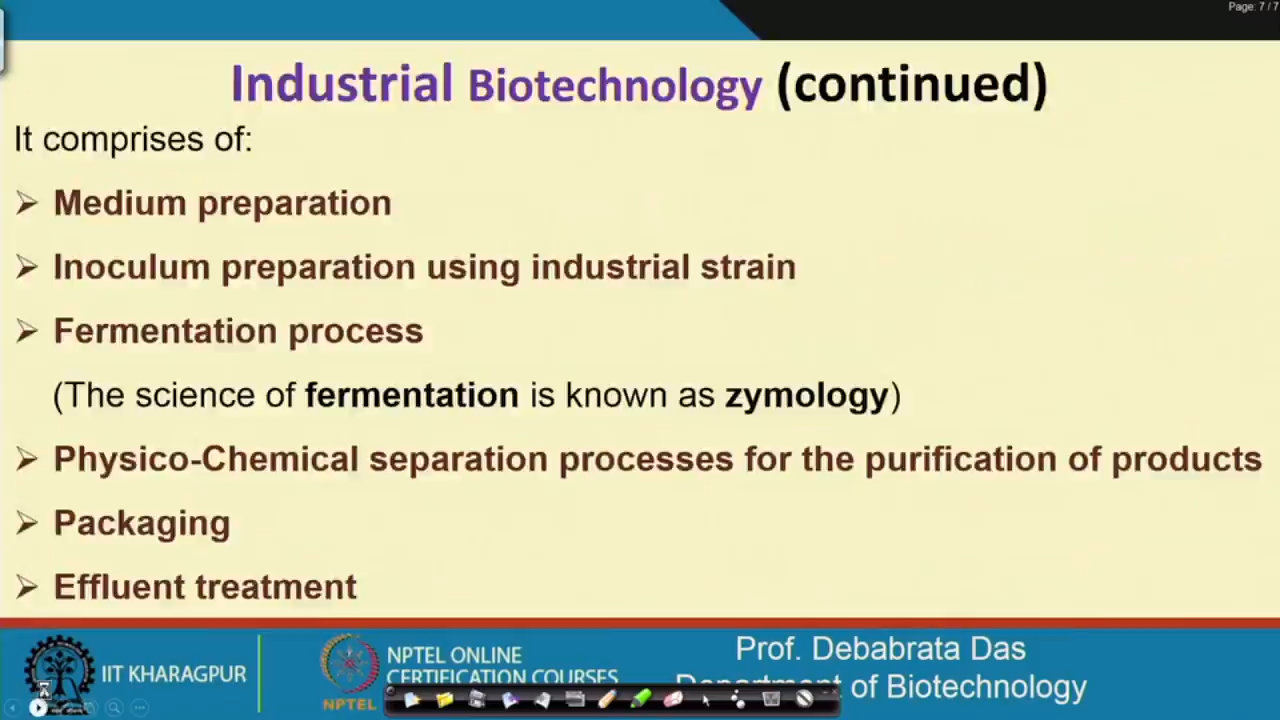 Page: 7 / 7
Industrial Biotechnology (continued)
It comprises of:
Medium preparation
Inoculum preparation using industrial strain
Fermentation process
(The science of fermentation is known as zymology)
Physico-Chemical separation processes for the purification of products
Packaging
Effluent treatment
IIT KHARAGPUR
NPTEL
NPTEL ONLINE
CERTIFICATION COURSES
Prof. Debabrata Das
of Biotechnology